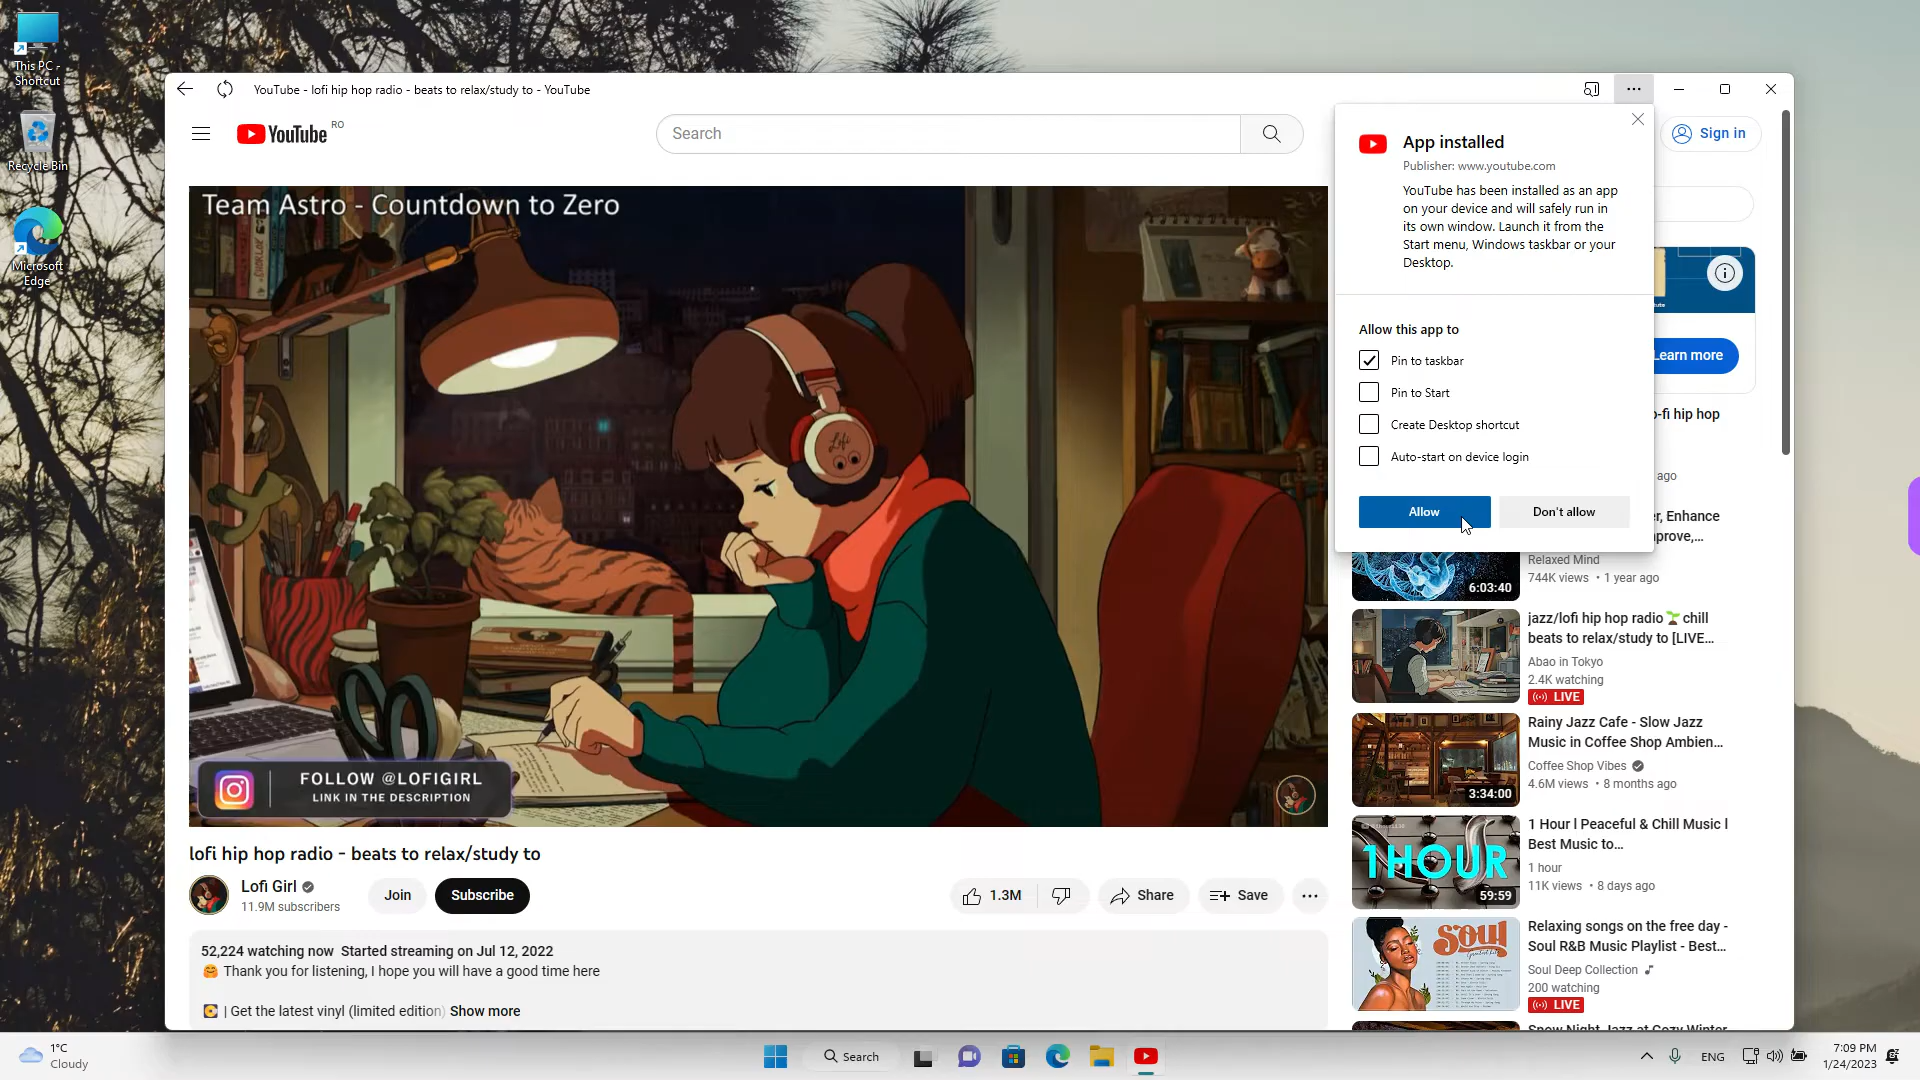 This PC -
Shortcut
Recycle Bin
Microsoft
Edge
YouTube - lofi hip hop radio - beats to relax/study to - YouTube
YouTube RO
Search
Sign in
App installed
Publisher: www.youtube.com
YouTube has been installed as an app
on your device and will safely run in
its own window. Launch it from the
Start menu, Windows taskbar or your
Desktop.
Allow this app to
Pin to taskbar
Pin to Start
Create Desktop shortcut
Auto-start on device login
Allow
Don't allow
Team Astro - Countdown to Zero
FOLLOW @LOFIGIRL
LINK IN THE DESCRIPTION
lofi hip hop radio - beats to relax/study to
Lofi Girl
11.9M subscribers
Join
Subscribe
1.3M
Share
Save
52,224 watching now Started streaming on Jul 12, 2022
🤗 Thank you for listening, I hope you will have a good time here
| Get the latest vinyl (limited edition) Show more
Learn more
-fi hip hop
ago
, Enhance
Relaxed Mind
744K views • 1 year ago
6:03:40
jazz/lofi hip hop radio🌱chill
beats to relax/study to [LIVE...
Abao in Tokyo
2.4K watching
LIVE
Rainy Jazz Cafe - Slow Jazz
Music in Coffee Shop Ambien...
Coffee Shop Vibes
4.6M views • 8 months ago
3:34:00
1 Hour l Peaceful & Chill Music l
Best Music to...
1 hour
11K views • 8 days ago
1HOUR
59:59
Relaxing songs on the free day -
Soul R&B Music Playlist - Best...
Soul Deep Collection
200 watching
LIVE
Soul
Snow Night Jazz at Cozy Winter
1°C
Cloudy
Search
ENG
7:09 PM
1/24/2023